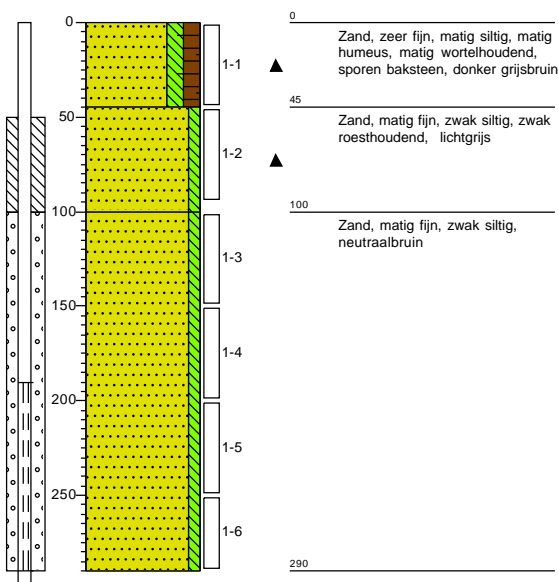 0
50
100
150
200
250
1-1
1-2
1-3
1-4
1-5
1-6
0
Zand, zeer fijn, matig siltig, matig
humeus, matig wortelhoudend,
sporen baksteen, donker grijsbruin
45
Zand, matig fijn, zwak siltig, zwak
roesthoudend, lichtgrijs
100
Zand, matig fijn, zwak siltig,
neutraalbruin
290